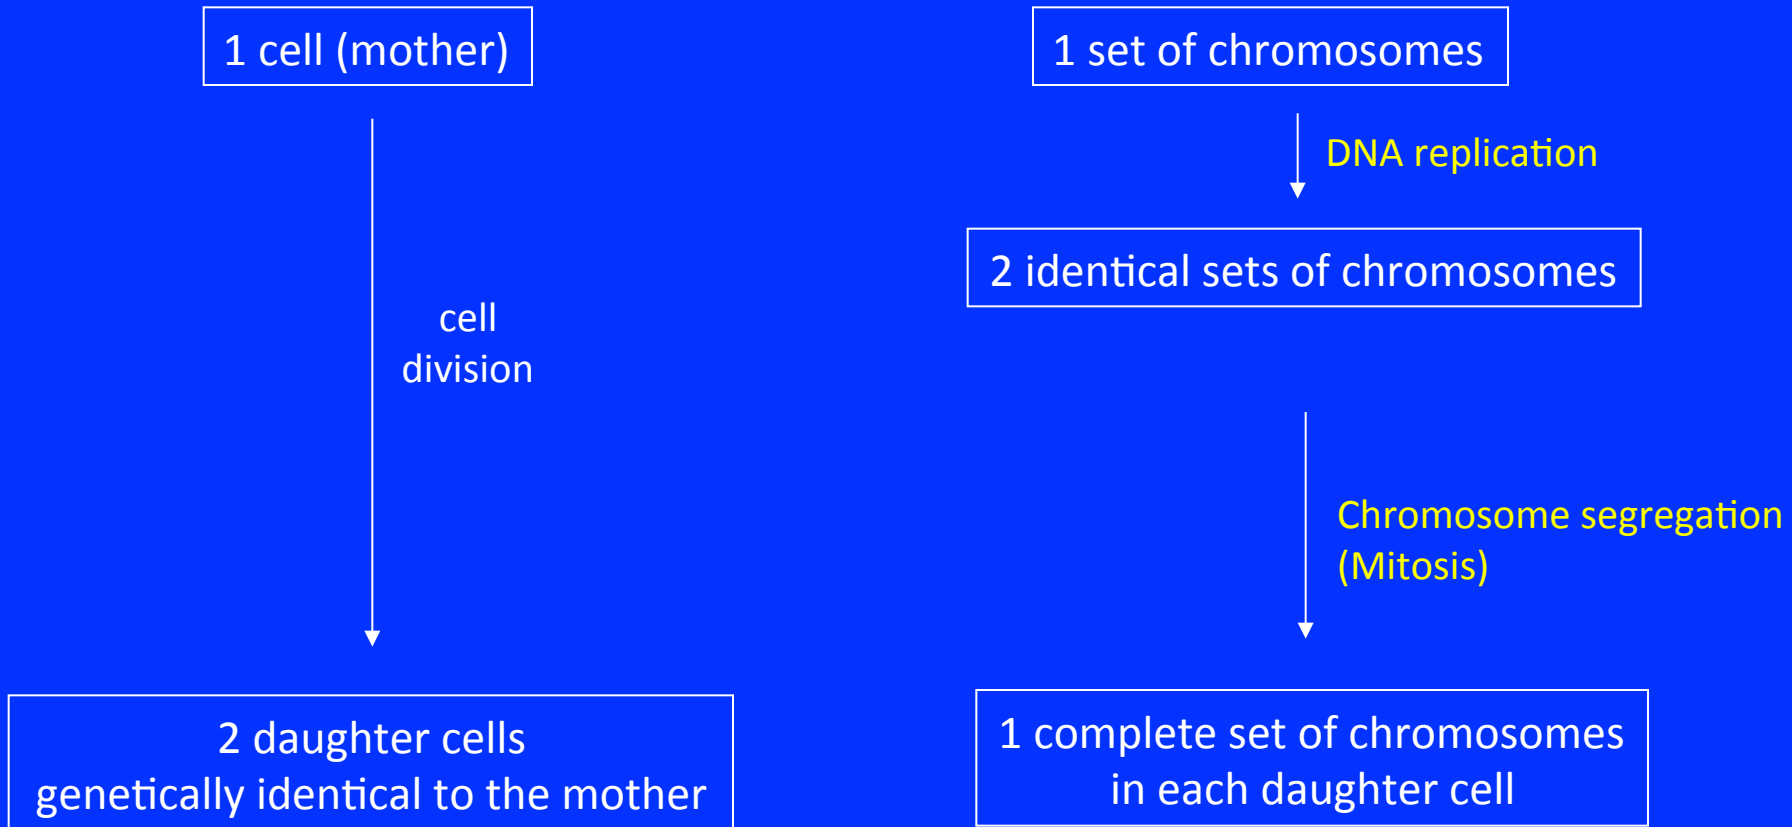 1 cell (mother)
cell
division
2 daughter cells
genetically identical to the mother
1 set of chromosomes
DNA replication
2 identical sets of chromosomes
Chromosome segregation
(Mitosis)
1 complete set of chromosomes
in each daughter cell